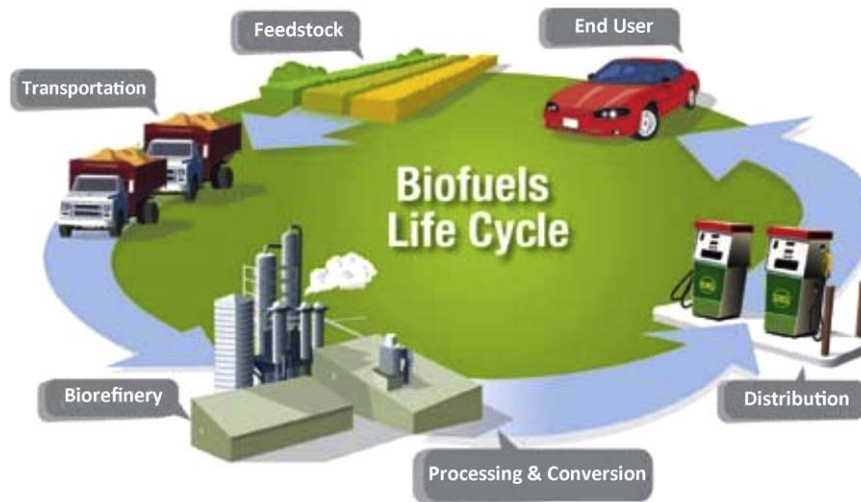 Feedstock
End User
Transportation
Biofuels
Life Cycle
Biorefinery
Distribution
Processing & Conversion